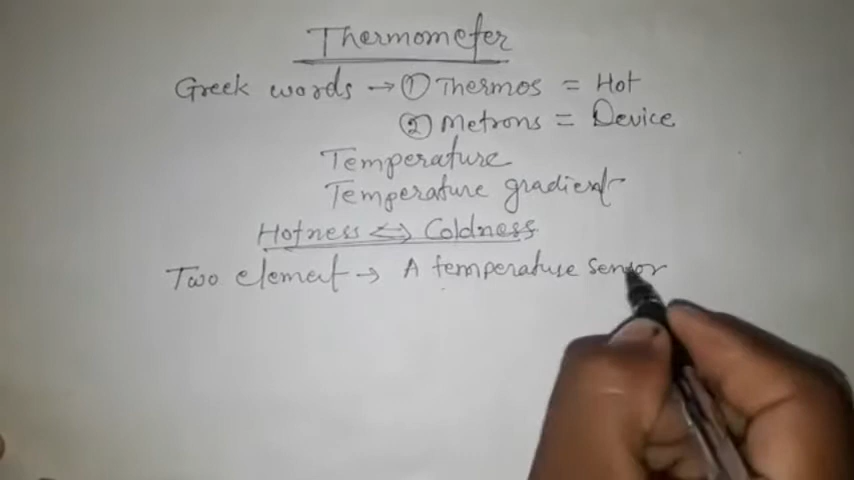 Thermometer
Greek words → ① Thermos = Hot
② Metrons = Device
Temperature
Temperature gradient
Hotness ⇔ Coldness
Two element → A temperature sensor